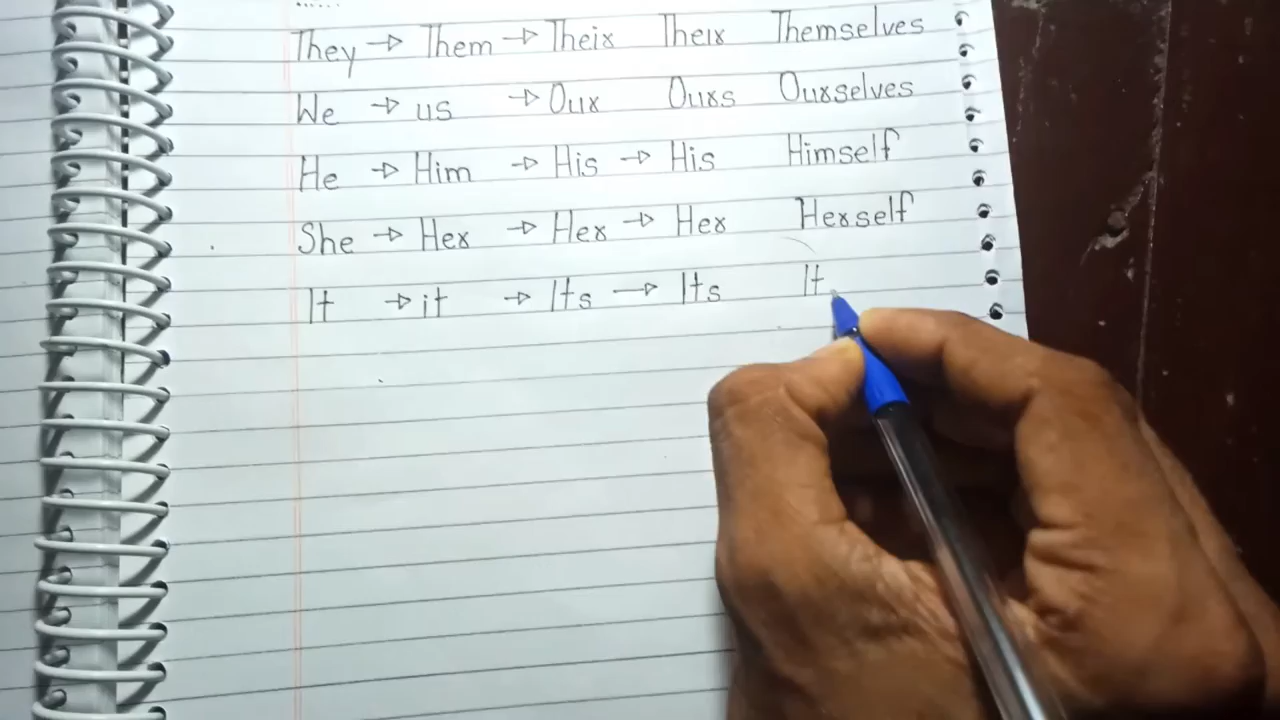 ......
They → Them → Their Their Themselves
We → us → Our Ours Ourselves
He → Him → His → His Himself
She → Her → Her → Her Herself
It → it → Its → Its It